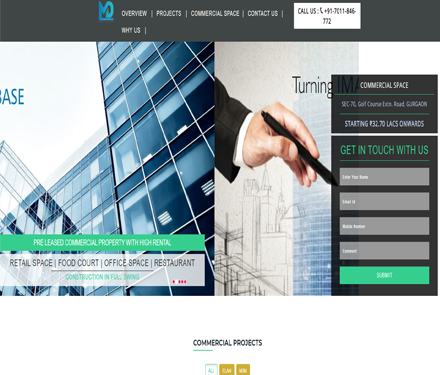 OVERVIEW | PROJECTS | COMMERCIAL SPACE | CONTACT US |
WHY US |
CALL US : +91-7011-846-
772
BASE
Turning
COMMERCIAL SPACE
SEC-70, Golf Course Extn. Road, GURGAON
STARTING ₹32.70 LACS ONWARDS
GET IN TOUCH WITH US
Enter Your Name
Email Id
Mobile Number
Comment
SUBMIT
PRE LEASED COMMERCIAL PROPERTY WITH HIGH RENTAL
RETAIL SPACE | FOOD COURT | OFFICE SPACE | RESTAURANT
CONSTRUCTION IN FULL SWING
COMMERCIAL PROJECTS
ALL